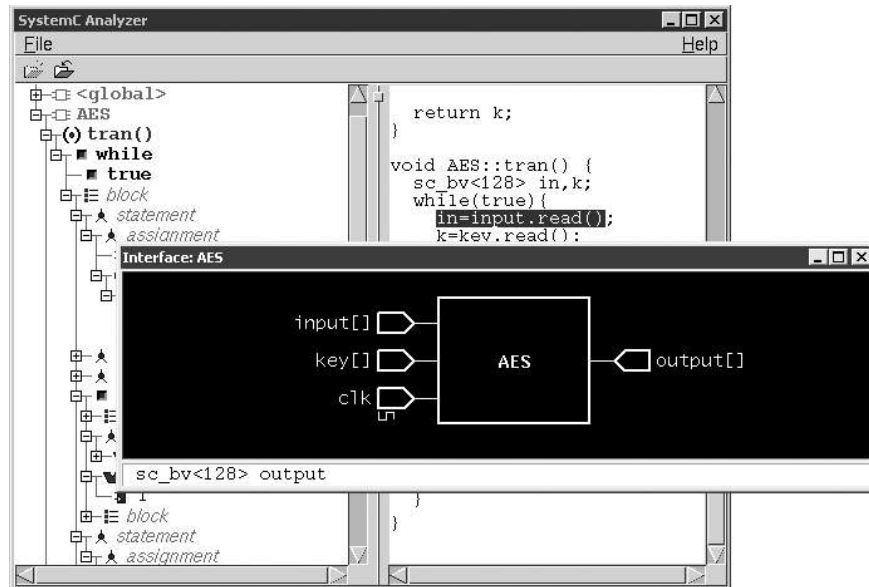 SystemC Analyzer
File
Help
<global>
AES
tran()
while
true
block
statement
assignment
return k;
}
void AES::tran() {
sc_bv<128> in,k;
while(true){
in=input.read();
k=key.read();
Interface: AES
input[]
key[]
clk
AES
output[]
sc_bv<128> output
block
statement
assignment
}
}